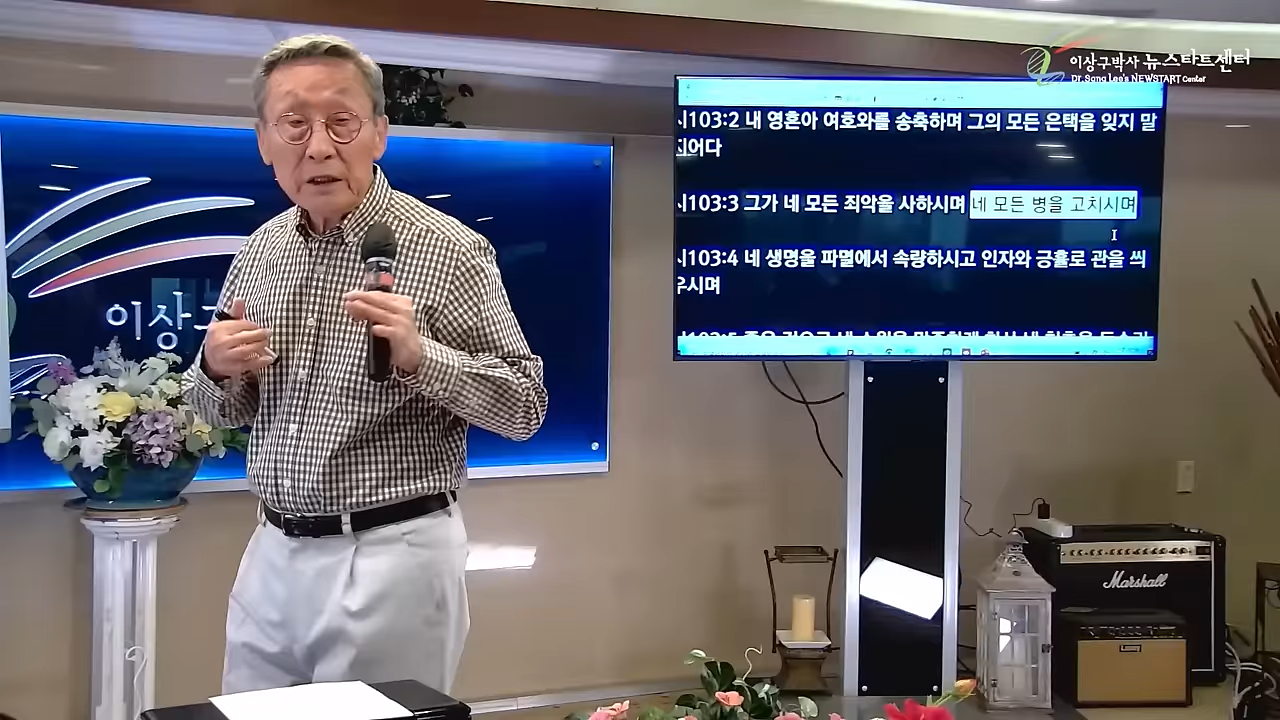 이상구박사 뉴스타트센터
Dr. Sang Lee's NEWSTART Center
103:2 내 영혼아 여호와를 송축하며 그의 모든 은택을 잊지 말
지어다
103:3 그가 네 모든 죄악을 사하시며 네 모든 병을 고치시며
103:4 네 생명을 파멸에서 속량하시고 인자와 긍휼로 관을 씌
우시며
이상
Marshall